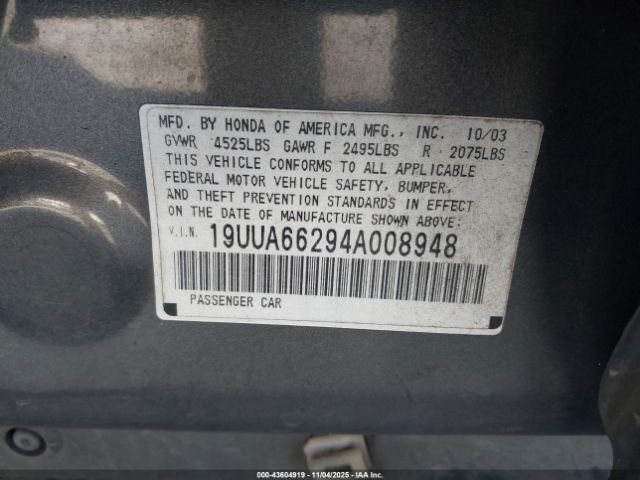 MFD. BY HONDA OF AMERICA MFG., INC. 10/03
GVWR 4525LBS GAWR F 2495LBS R 2075LBS
THIS VEHICLE CONFORMS TO ALL APPLICABLE
FEDERAL MOTOR VEHICLE SAFETY, BUMPER,
AND THEFT PREVENTION STANDARDS IN EFFECT
ON THE DATE OF MANUFACTURE SHOWN ABOVE:
V.I.N. 19UUA66294A008948
PASSENGER CAR
000-43604919 - 11/04/2025 - © IAA Inc.